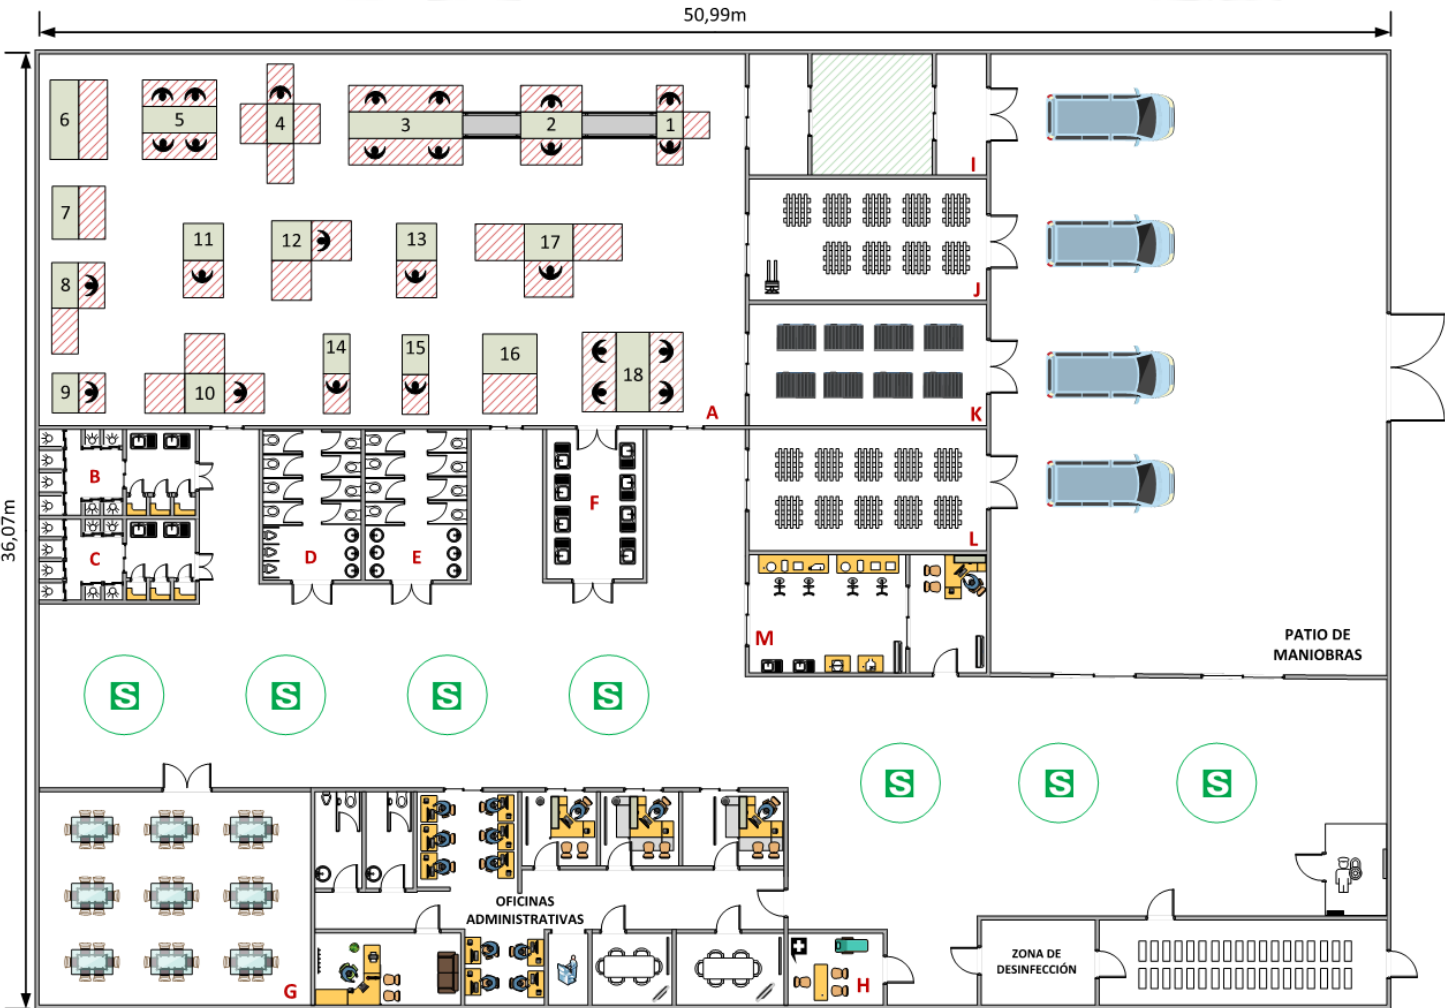 50,99m
36,07m
6
5
4
3
2
1
I
7
11
12
13
17
8
J
14
15
16
18
9
10
A
K
B
F
C
D
E
L
M
PATIO DE
MANIOBRAS
S
S
S
S
S
S
S
OFICINAS
ADMINISTRATIVAS
ZONA DE
DESINFECCIÓN
G
H